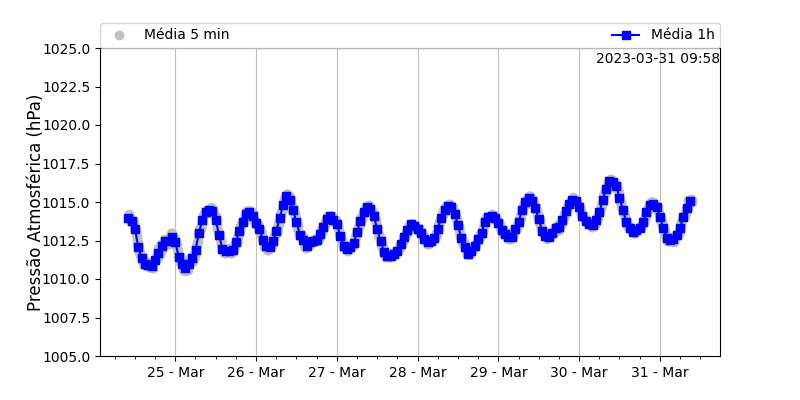 Média 5 min
Média 1h
2023-03-31 09:58
Pressão Atmosférica (hPa)
1025.0
1022.5
1020.0
1017.5
1015.0
1012.5
1010.0
1007.5
1005.0
25 - Mar
26 - Mar
27 - Mar
28 - Mar
29 - Mar
30 - Mar
31 - Mar